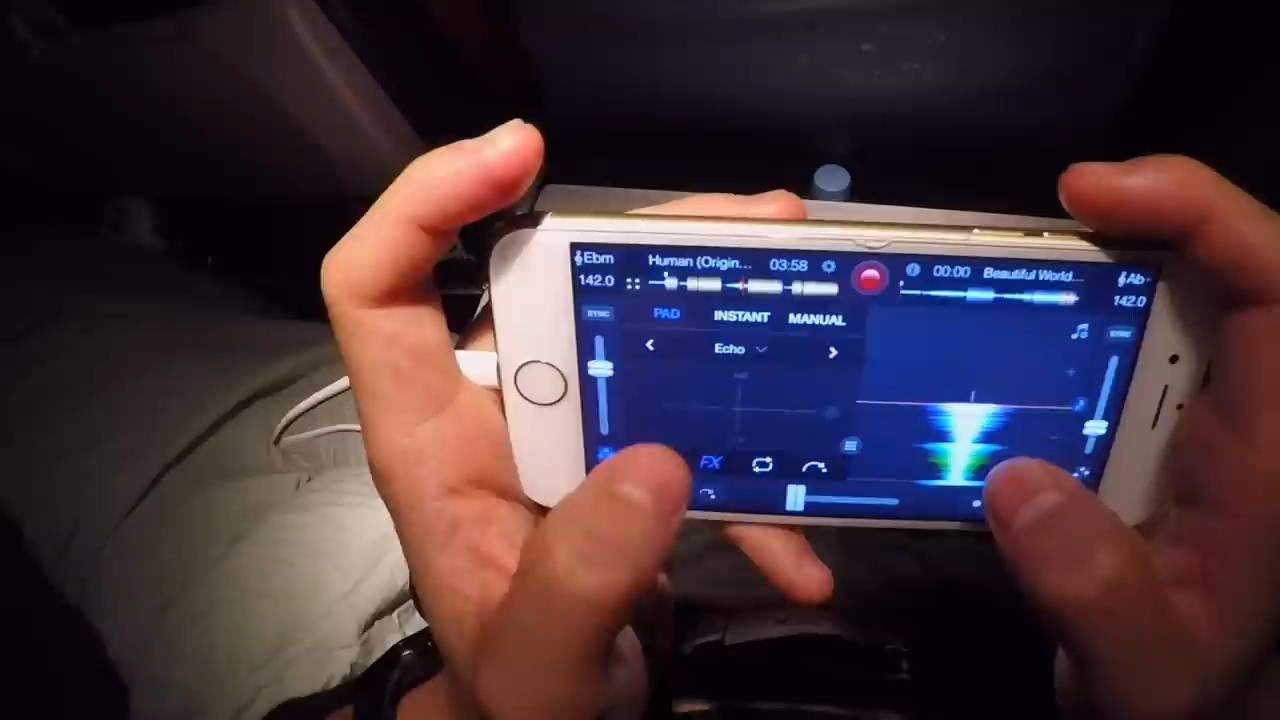 Ebm Human (Origin... 03:58 00:00 Beautiful World... Ab
142.0 142.0
SYNC PAD INSTANT MANUAL SYNC
Echo
FX